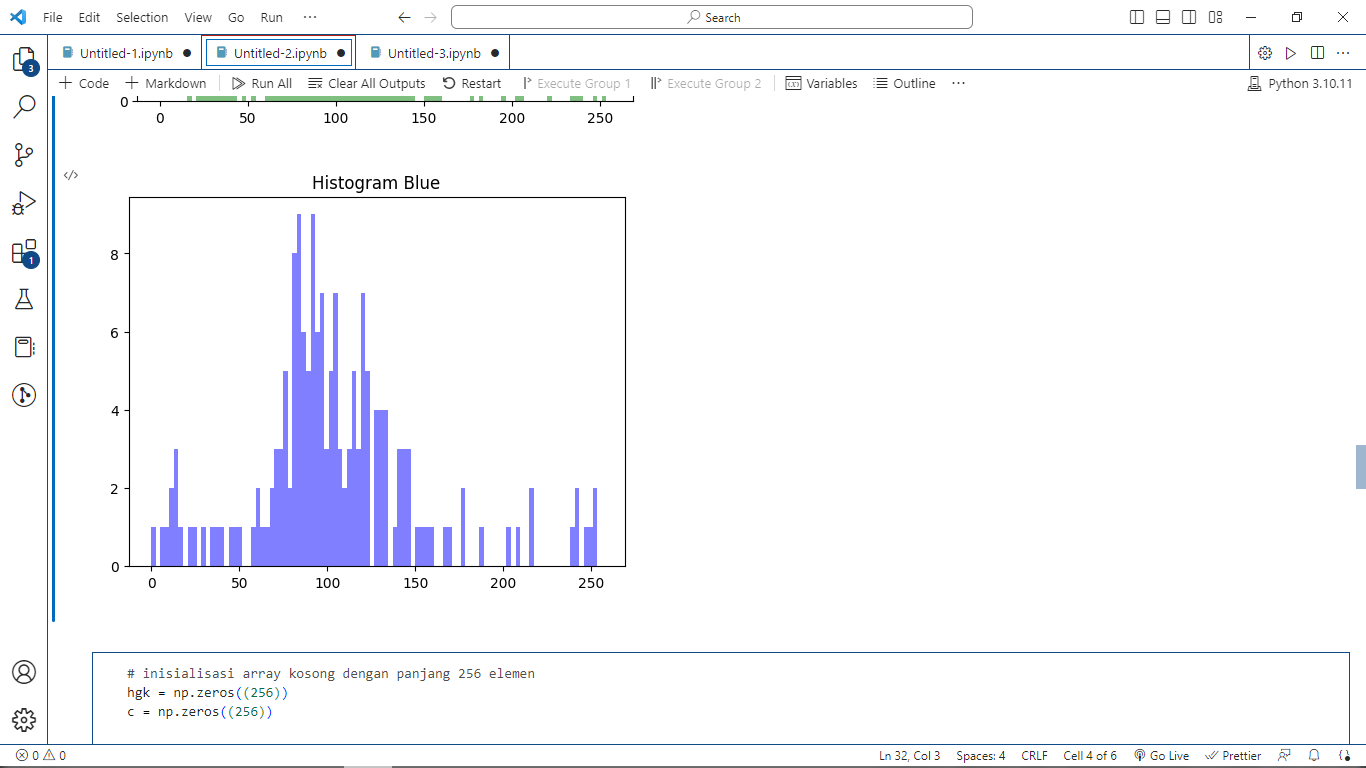 File Edit Selection View Go Run ··· Search
Untitled-1.ipynb Untitled-2.ipynb Untitled-3.ipynb
Code Markdown Run All Clear All Outputs Restart Execute Group 1 Execute Group 2 Variables Outline ··· Python 3.10.11
3
0
0 50 100 150 200 250
Histogram Blue
8
6
4
2
0
0 50 100 150 200 250
1
# inisialisasi array kosong dengan panjang 256 elemen
hgk = np.zeros((256))
c = np.zeros((256))
0 0 Ln 32, Col 3 Spaces: 4 CRLF Cell 4 of 6 Go Live Prettier